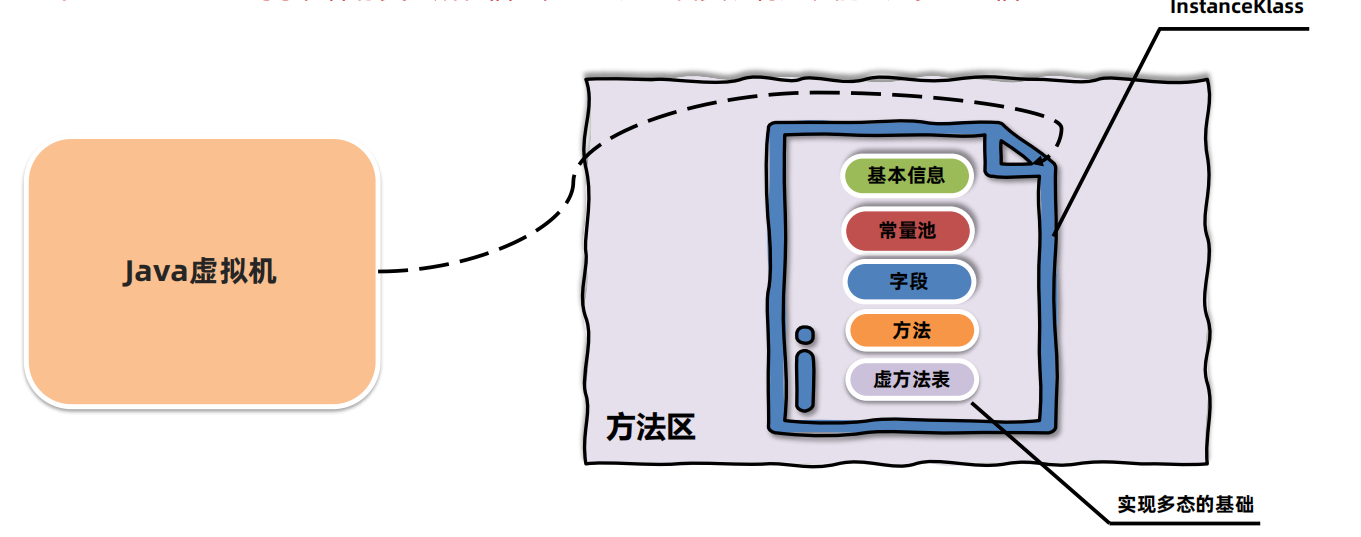 InstanceKlass
基本信息
常量池
Java虚拟机
字段
方法
虚方法表
方法区
实现多态的基础